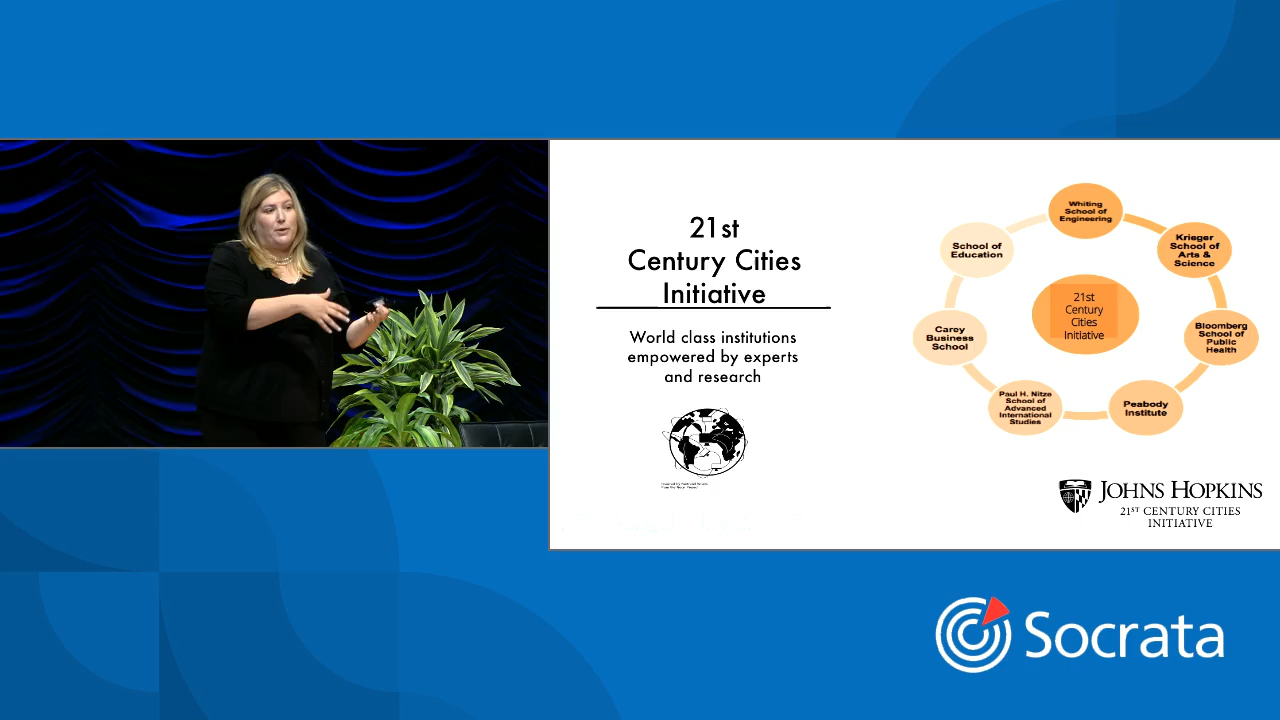 21st
Century Cities
Initiative
World class institutions
empowered by experts
and research
Whiting
School of
Engineering
Krieger
School of
Arts &
Science
Bloomberg
School of
Public
Health
Peabody
Institute
Paul H. Nitze
School of
Advanced
International
Studies
Carey
Business
School
School of
Education
21st
Century
Cities
Initiative
JOHNS HOPKINS
21ST CENTURY CITIES
INITIATIVE
Socrata